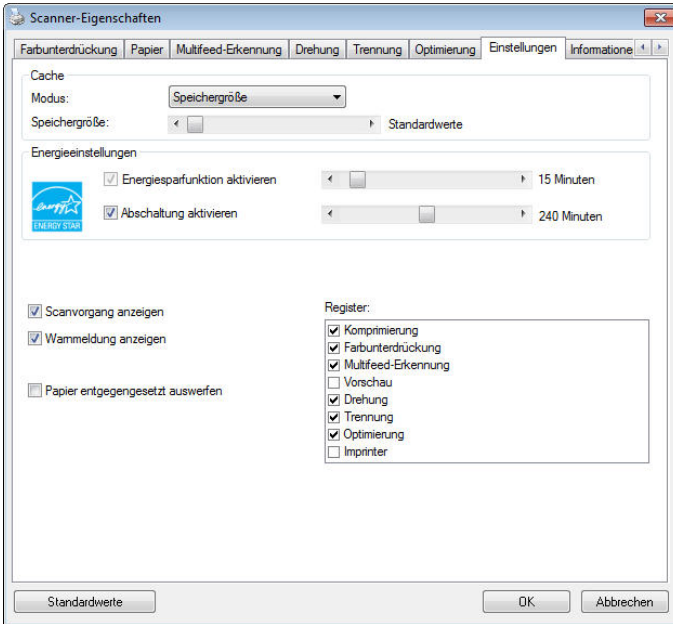 Scanner-Eigenschaften
Farbunterdrückung Papier Multifeed-Erkennung Drehung Trennung Optimierung Einstellungen Informatione
Cache
Modus: Speichergröße
Speichergröße: Standardwerte
Energieeinstellungen
Energiesparfunktion aktivieren 15 Minuten
energy
ENERGY STAR
Abschaltung aktivieren 240 Minuten
Scanvorgang anzeigen
Warnmeldung anzeigen
Papier entgegengesetzt auswerfen
Register:
Komprimierung
Farbunterdrückung
Multifeed-Erkennung
Vorschau
Drehung
Trennung
Optimierung
Imprinter
Standardwerte OK Abbrechen